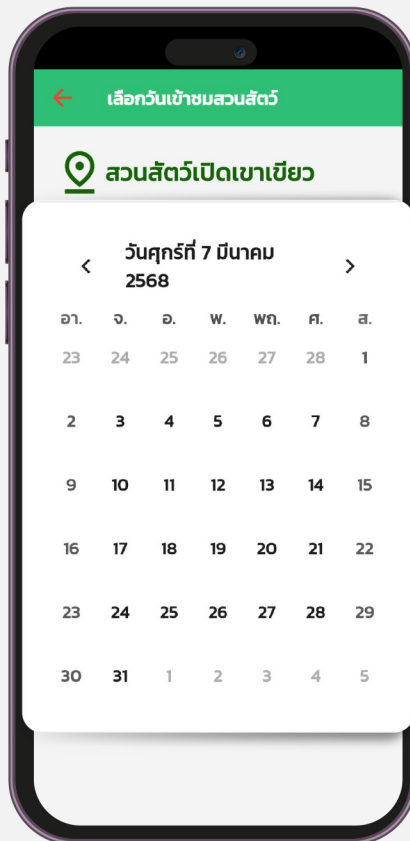 เลือกวันเข้าชมสวนสัตว์
สวนสัตว์เปิดเขาเขียว
วันศุกร์ที่ 7 มีนาคม
2568
อา. จ. อ. พ. พฤ. ศ. ส.
23 24 25 26 27 28 1
2 3 4 5 6 7 8
9 10 11 12 13 14 15
16 17 18 19 20 21 22
23 24 25 26 27 28 29
30 31 1 2 3 4 5